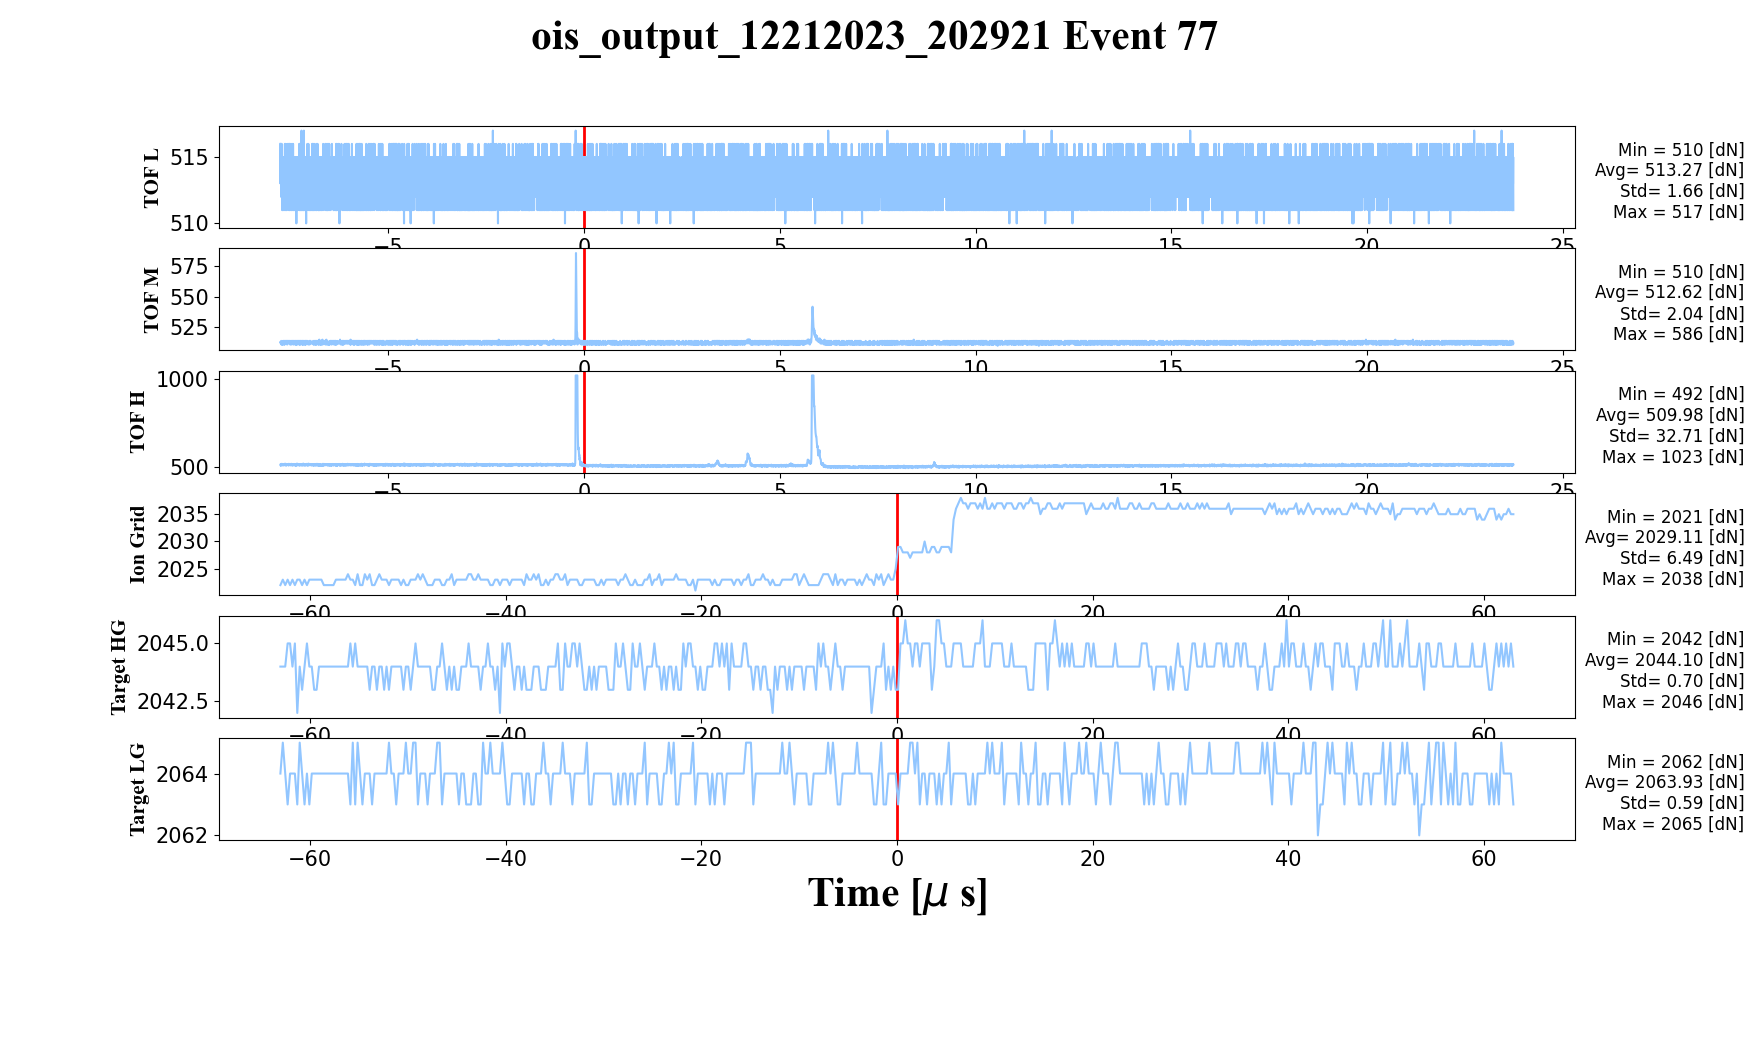 ois_output_12212023_202921 Event 77
TOF L
515
510
−5
0
5
10
15
20
25
Min = 510 [dN]
Avg= 513.27 [dN]
Std= 1.66 [dN]
Max = 517 [dN]
TOF M
575
550
525
−5
0
5
10
15
20
25
Min = 510 [dN]
Avg= 512.62 [dN]
Std= 2.04 [dN]
Max = 586 [dN]
TOF H
1000
500
−5
0
5
10
15
20
25
Min = 492 [dN]
Avg= 509.98 [dN]
Std= 32.71 [dN]
Max = 1023 [dN]
Ion Grid
2035
2030
2025
−60
−40
−20
0
20
40
60
Min = 2021 [dN]
Avg= 2029.11 [dN]
Std= 6.49 [dN]
Max = 2038 [dN]
Target HG
2045.0
2042.5
−60
−40
−20
0
20
40
60
Min = 2042 [dN]
Avg= 2044.10 [dN]
Std= 0.70 [dN]
Max = 2046 [dN]
Target LG
2064
2062
−60
−40
−20
0
20
40
60
Min = 2062 [dN]
Avg= 2063.93 [dN]
Std= 0.59 [dN]
Max = 2065 [dN]
Time [μ s]